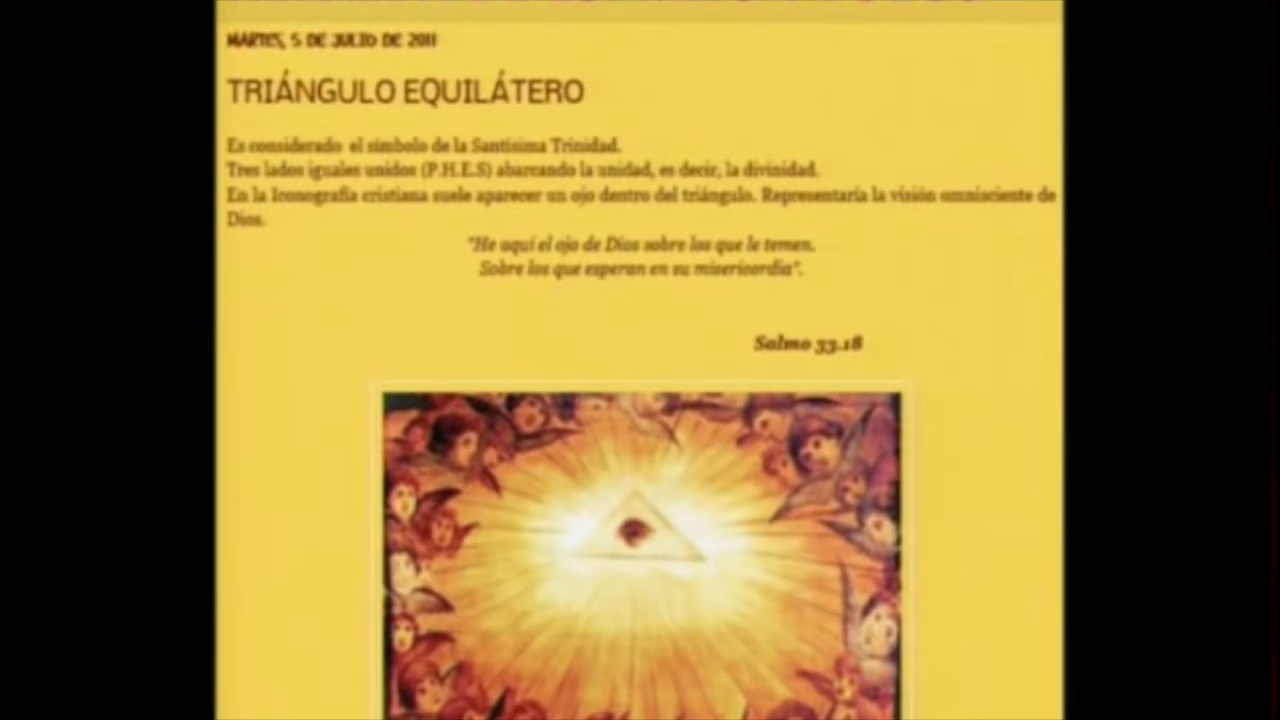 MARTES, 5 DE JULIO DE 2011
TRIÁNGULO EQUILÁTERO
Es considerado el símbolo de la Santísima Trinidad.
Tres lados iguales unidos (P.H.E.S) abarcando la unidad, es decir, la divinidad.
En la Iconografía cristiana suele aparecer un ojo dentro del triángulo. Representaría la visión omnisciente de
Dios.
"He aquí el ojo de Dios sobre los que le temen.
Sobre los que esperan en su misericordia".
Salmo 33.18